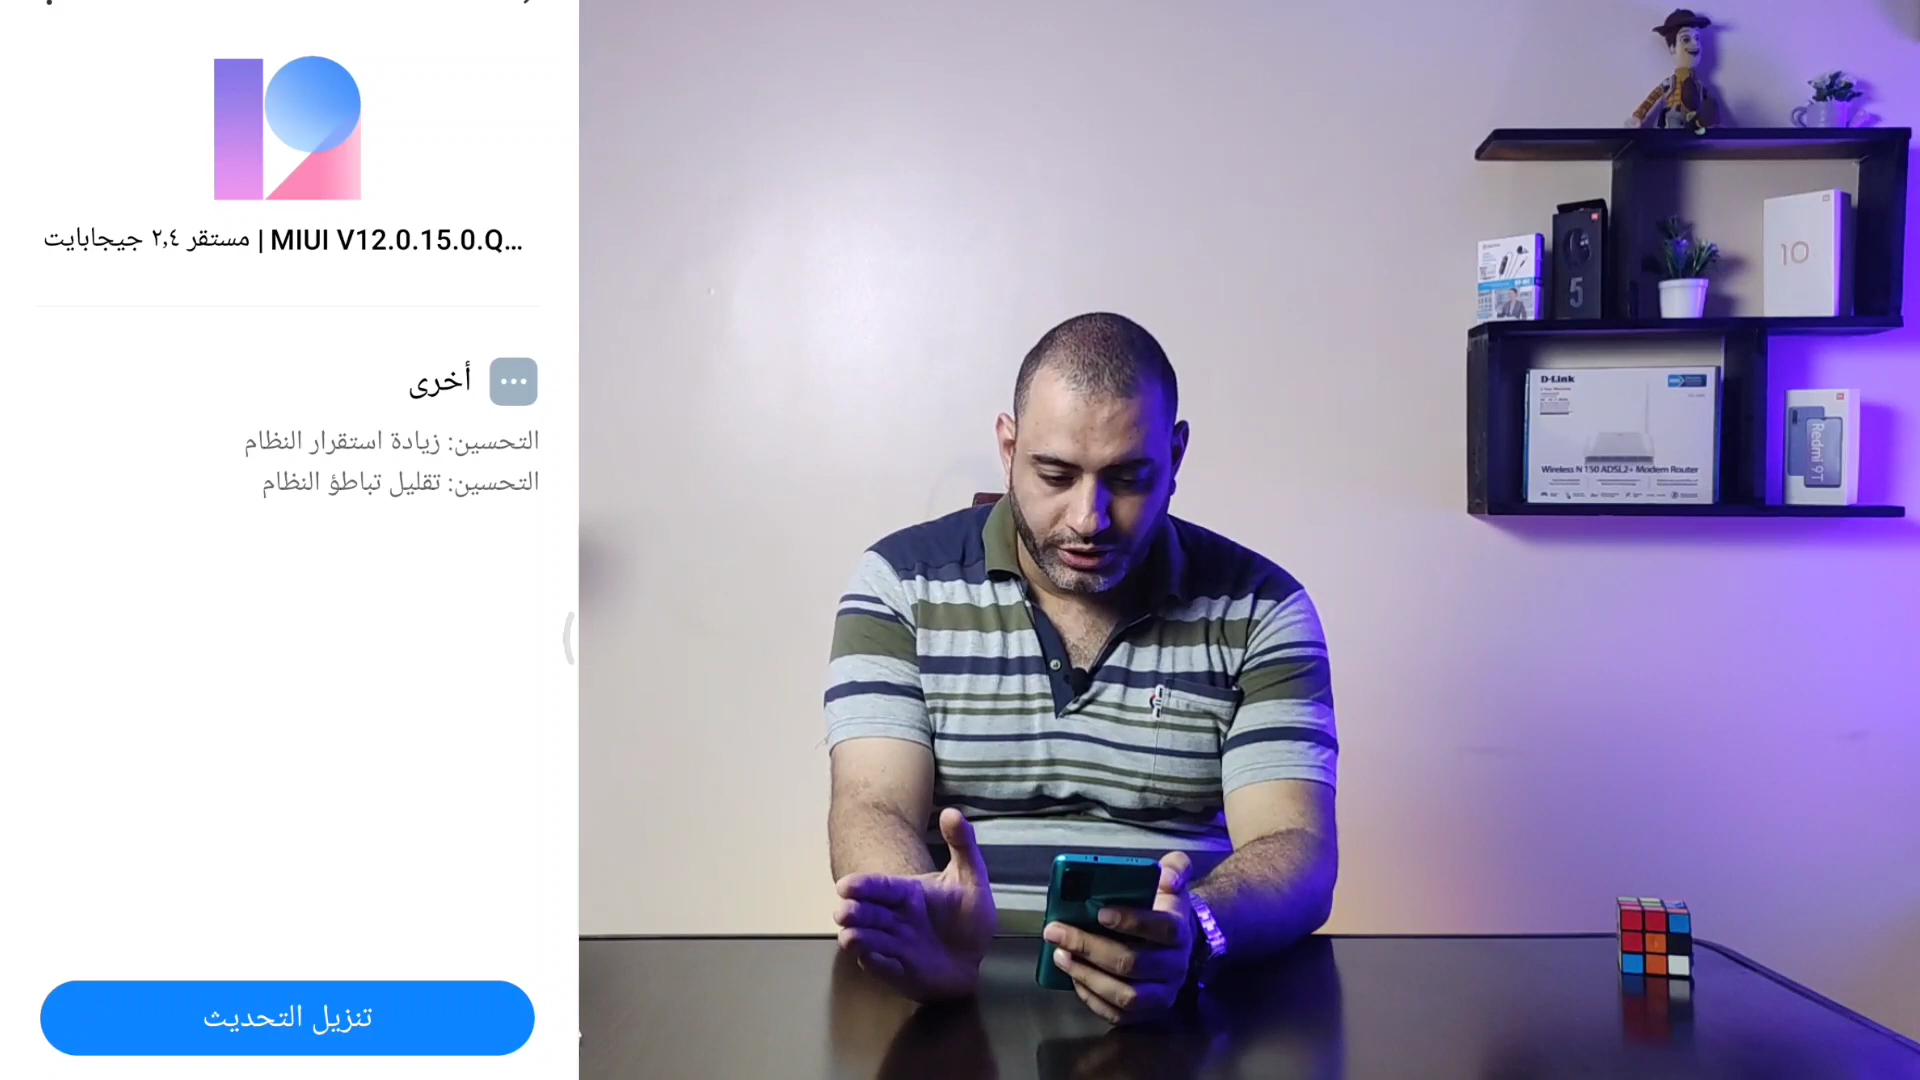 MIUI V12.0.15.0.Q... | مستقر ٢,٤ جيجابايت
أخرى
التحسين: زيادة استقرار النظام
التحسين: تقليل تباطؤ النظام
تنزيل التحديث
5
10
D-Link
Wireless N 150 ADSL2+ Modem Router
Redmi 9T